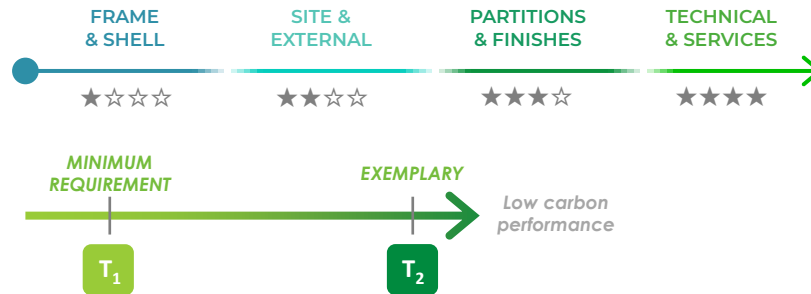 FRAME
& SHELL
SITE &
EXTERNAL
PARTITIONS
& FINISHES
TECHNICAL
& SERVICES
★☆☆☆
★★☆☆
★★★☆
★★★★
MINIMUM
REQUIREMENT
EXEMPLARY
Low carbon
performance
T1
T2